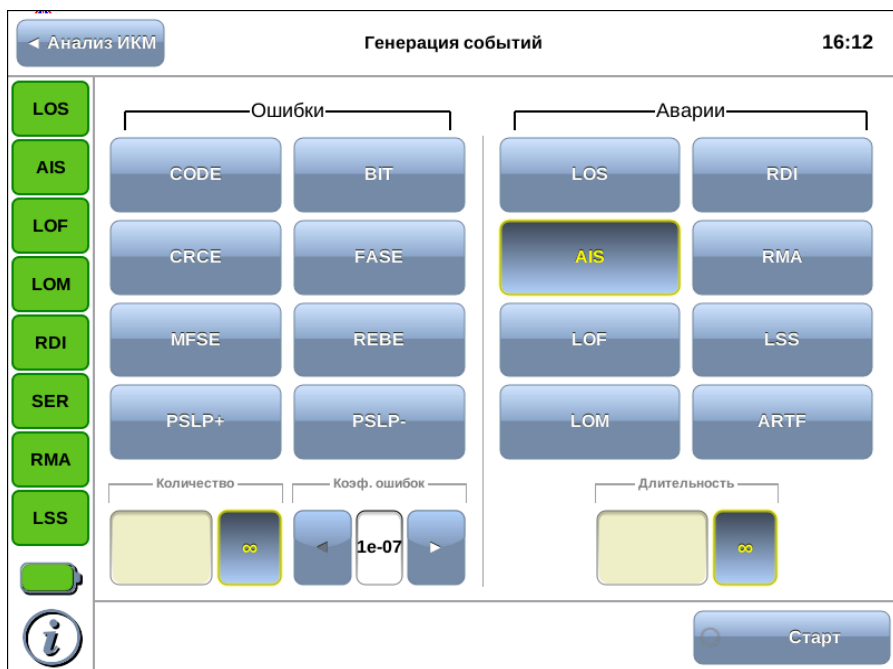 ◄ Анализ ИКМ
Генерация событий
16:12
LOS
AIS
LOF
LOM
RDI
SER
RMA
LSS
Ошибки
CODE BIT
CRCE FASE
MFSE REBE
PSLP+ PSLP-
Количество
∞
Коэф. ошибок
◄ 1e-07 ►
Аварии
LOS RDI
AIS RMA
LOF LSS
LOM ARTF
Длительность
∞
i
Старт